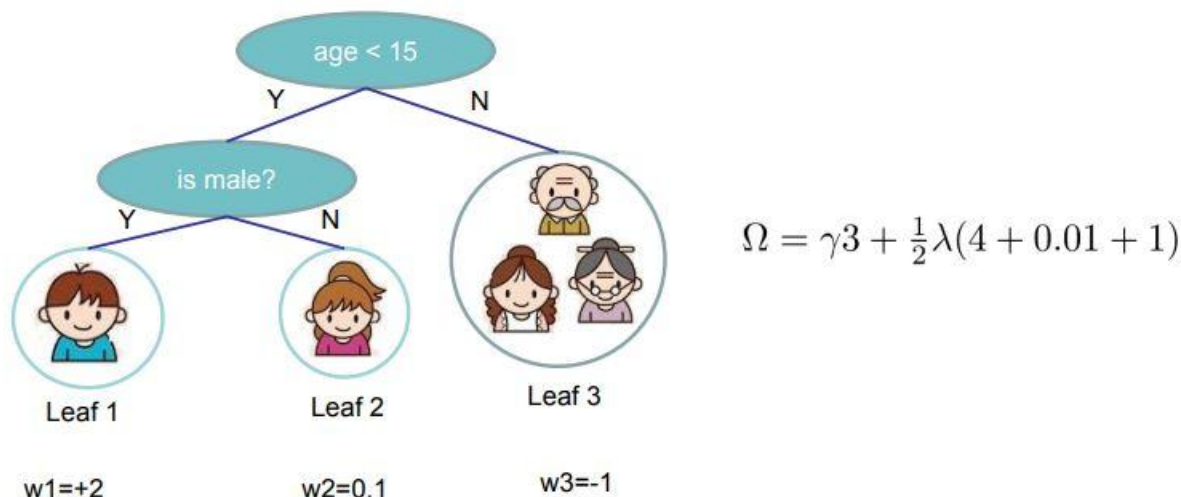 age < 15
Y
N
is male?
Y
N
Ω = γ3 + ½λ(4 + 0.01 + 1)
Leaf 1
Leaf 2
Leaf 3
w1=+2
w2=0.1
w3=-1